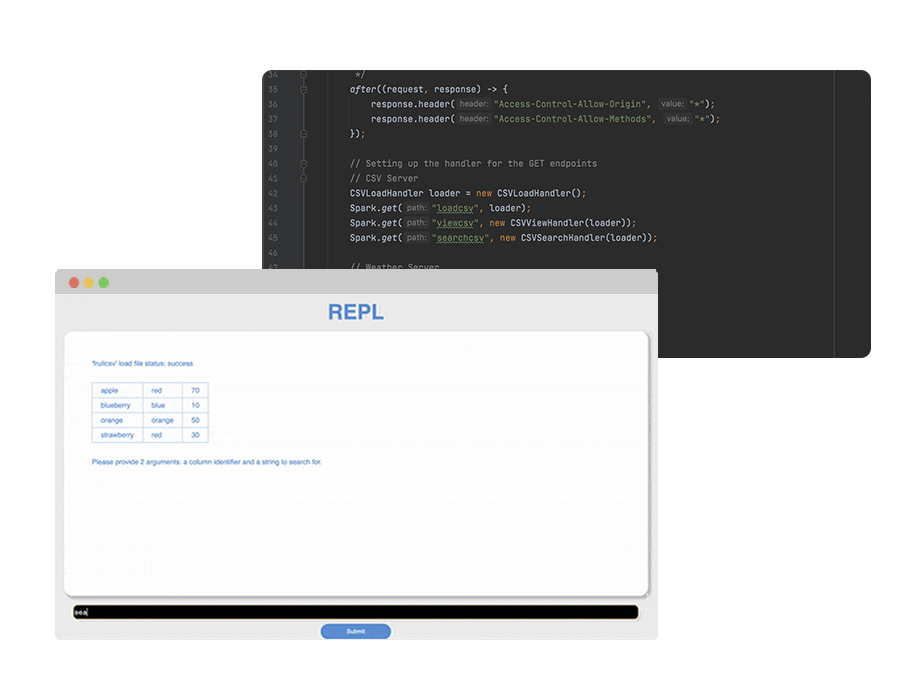 34 */
35 after((request, response) -> {
36 response.header( header: "Access-Control-Allow-Origin", value: "*");
37 response.header( header: "Access-Control-Allow-Methods", value: "*");
38 });
39
40 // Setting up the handler for the GET endpoints
41 // CSV Server
42 CSVLoadHandler loader = new CSVLoadHandler();
43 Spark.get( path: "loadcsv", loader);
44 Spark.get( path: "viewcsv", new CSVViewHandler(loader));
45 Spark.get( path: "searchcsv", new CSVSearchHandler(loader));
46
47 // Weather Server
REPL
'fruitcsv' load file status: success
apple red 70
blueberry blue 10
orange orange 50
strawberry red 30
Please provide 2 arguments: a column identifier and a string to search for.
sea
Submit